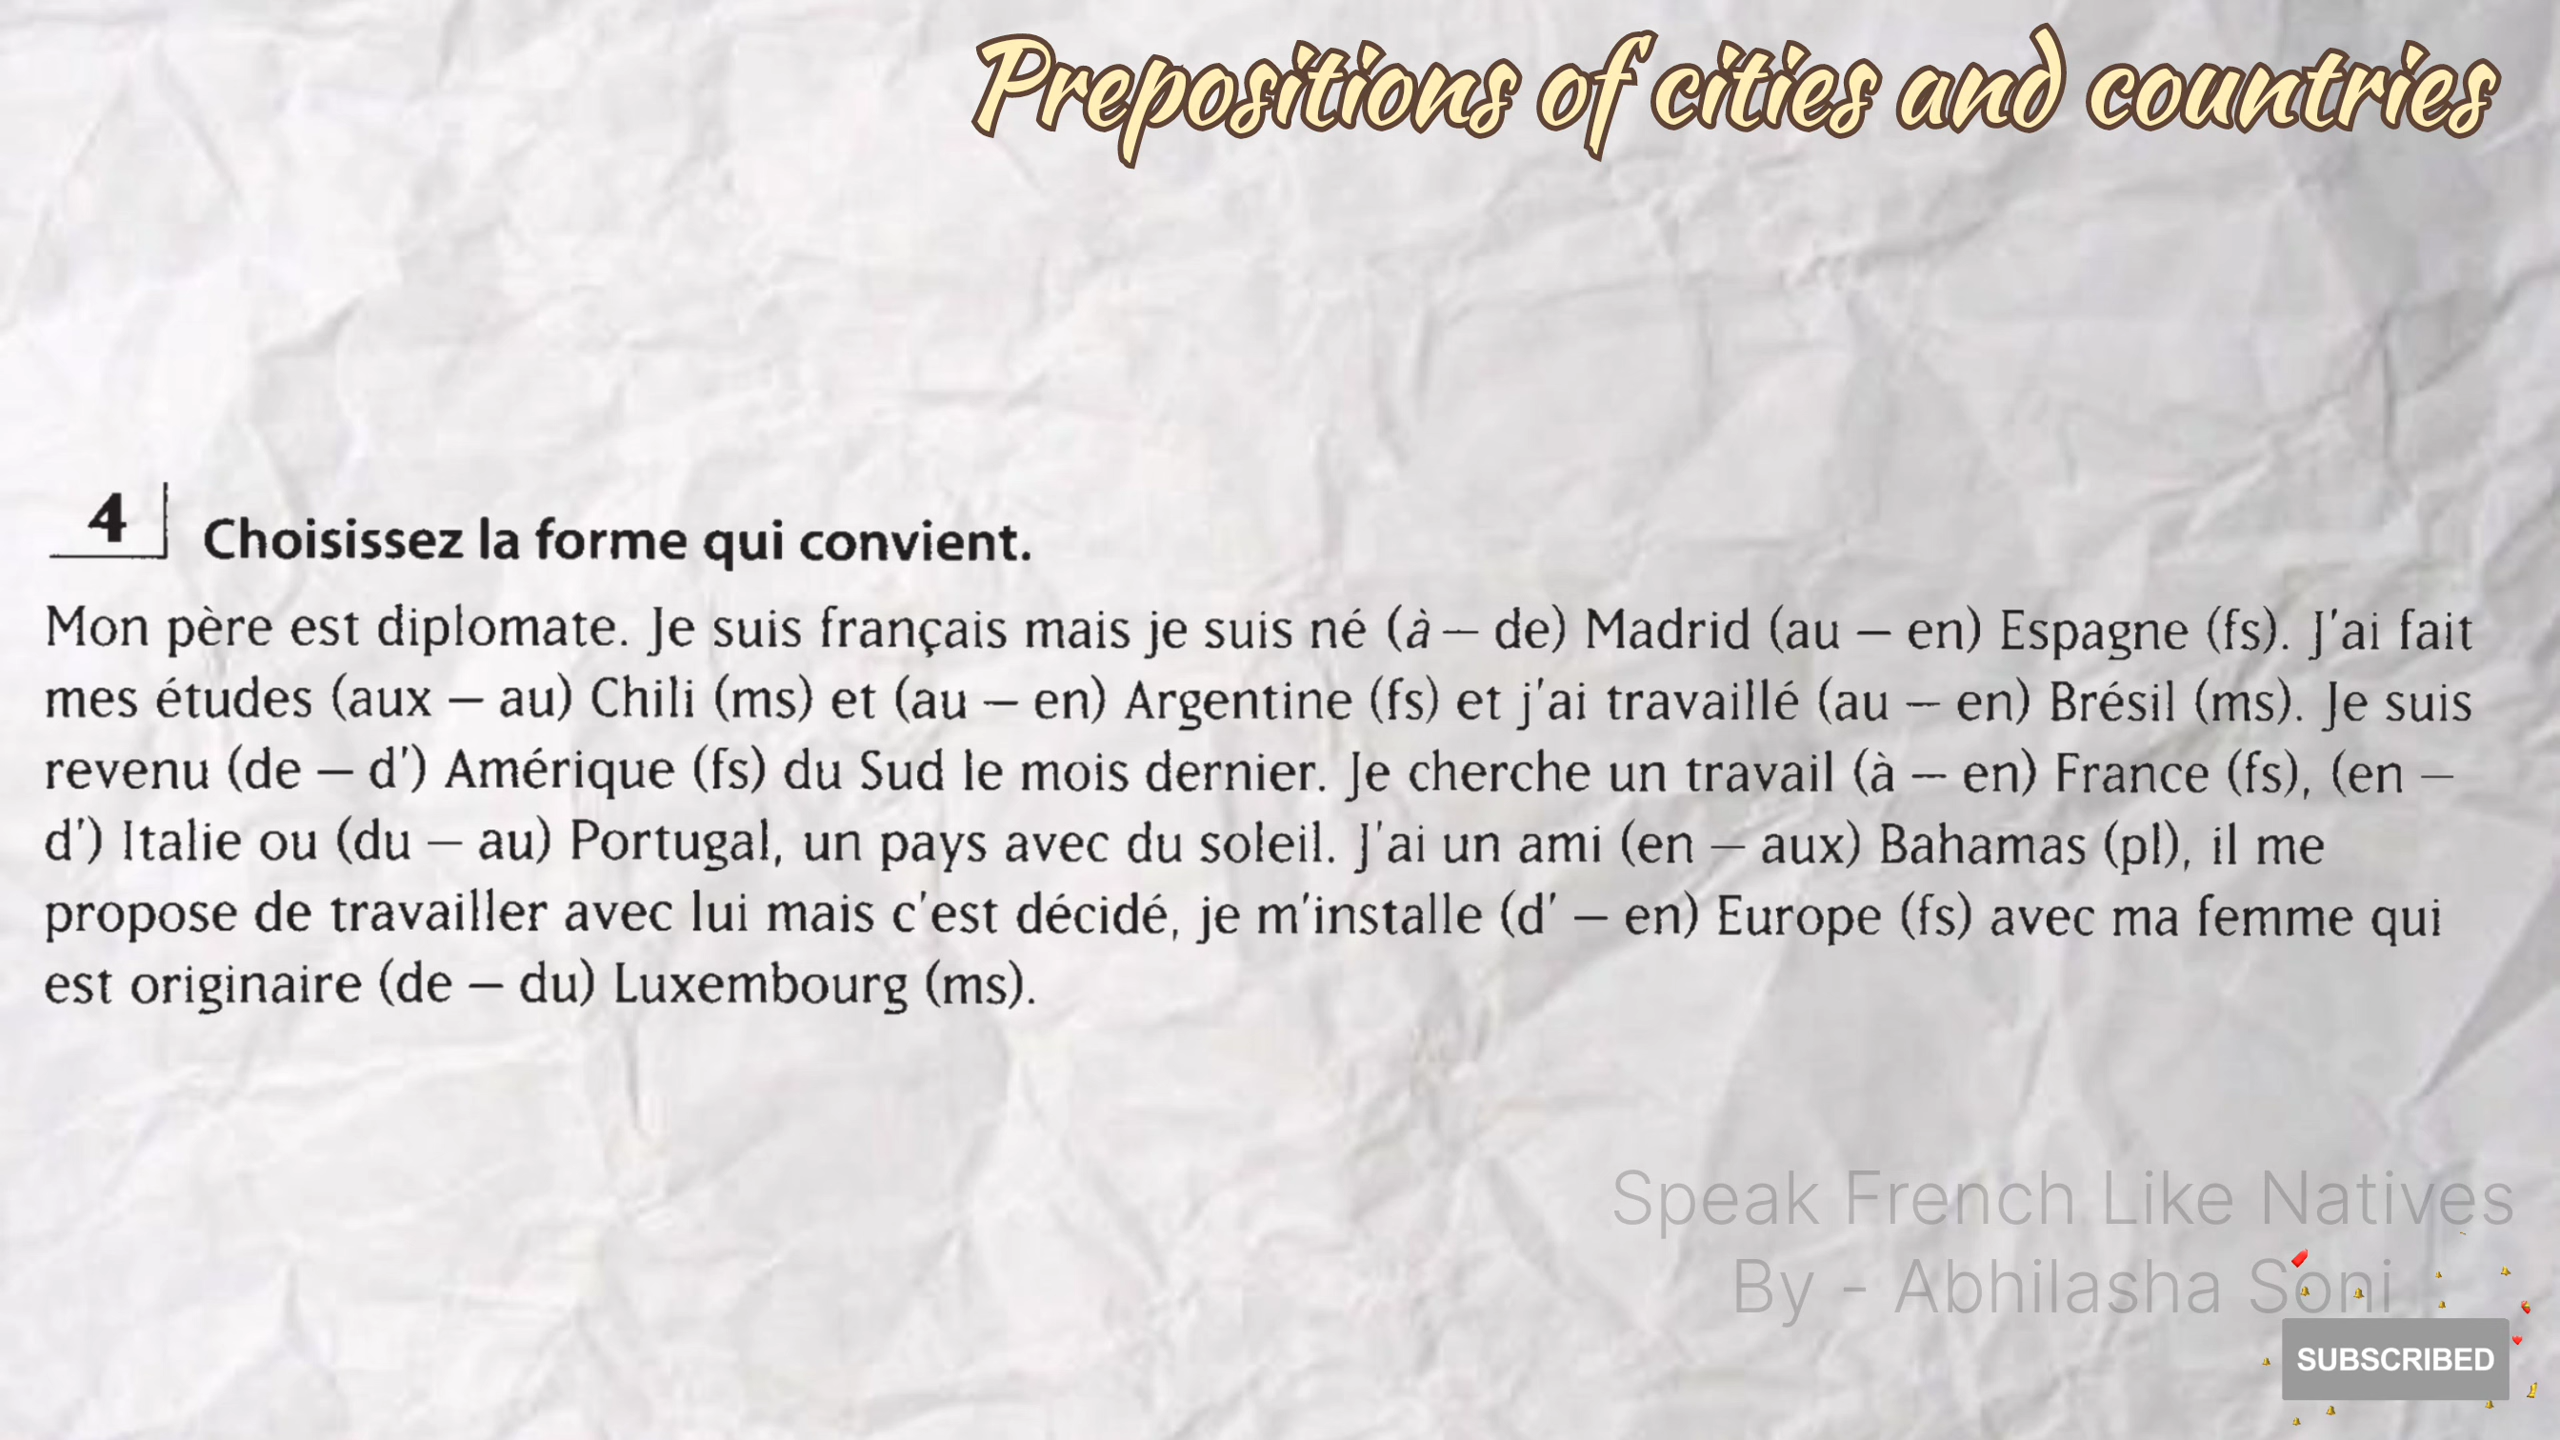 Prepositions of cities and countries
4 Choisissez la forme qui convient.
Mon père est diplomate. Je suis français mais je suis né (à – de) Madrid (au – en) Espagne (fs). J'ai fait
mes études (aux – au) Chili (ms) et (au – en) Argentine (fs) et j'ai travaillé (au – en) Brésil (ms). Je suis
revenu (de – d') Amérique (fs) du Sud le mois dernier. Je cherche un travail (à – en) France (fs), (en –
d') Italie ou (du – au) Portugal, un pays avec du soleil. J'ai un ami (en – aux) Bahamas (pl), il me
propose de travailler avec lui mais c'est décidé, je m'installe (d' – en) Europe (fs) avec ma femme qui
est originaire (de – du) Luxembourg (ms).
Speak French Like Natives
By - Abhilasha Soni
SUBSCRIBED